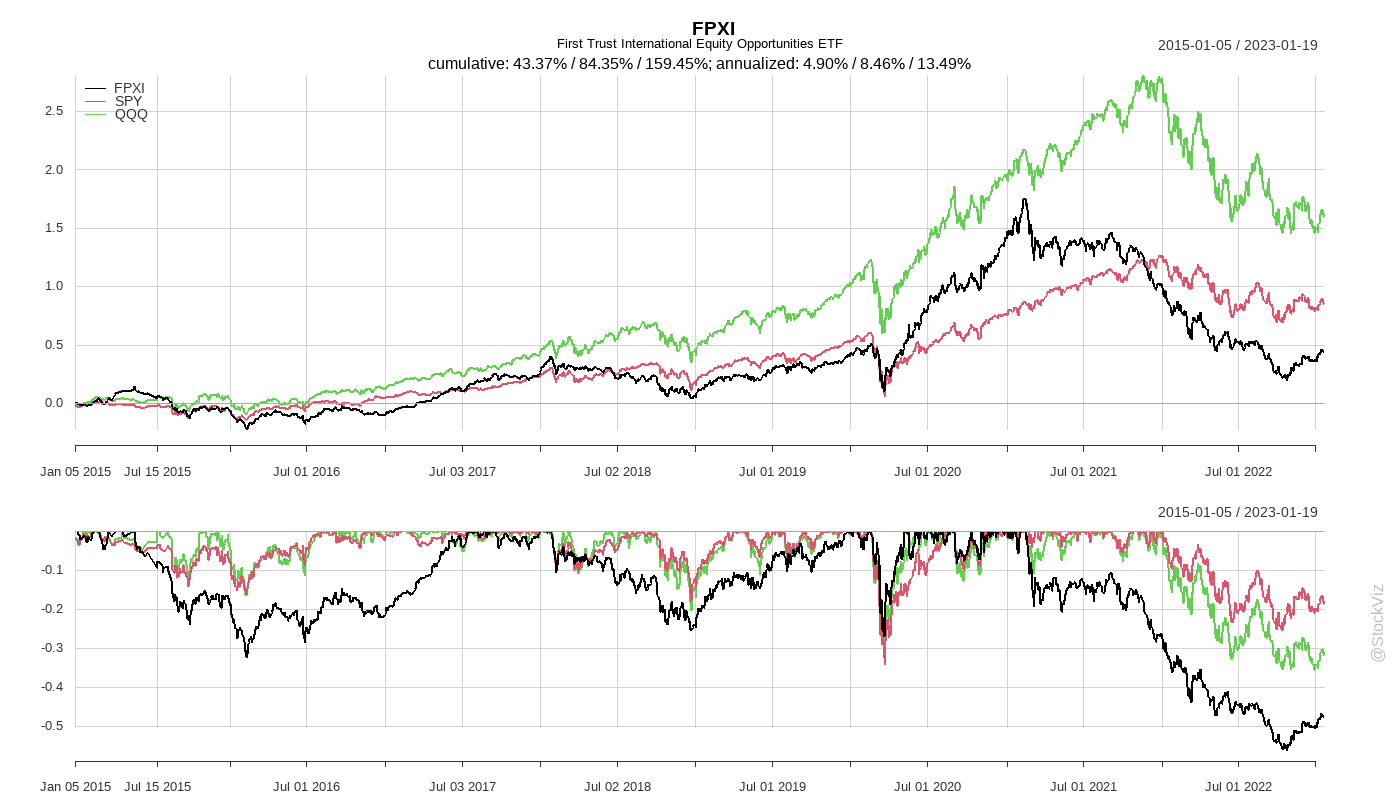 FPXI
First Trust International Equity Opportunities ETF
2015-01-05 / 2023-01-19
cumulative: 43.37% / 84.35% / 159.45%; annualized: 4.90% / 8.46% / 13.49%
FPXI
SPY
QQQ
2.5
2.0
1.5
1.0
0.5
0.0
Jan 05 2015 Jul 15 2015 Jul 01 2016 Jul 03 2017 Jul 02 2018 Jul 01 2019 Jul 01 2020 Jul 01 2021 Jul 01 2022
2015-01-05 / 2023-01-19
-0.1
-0.2
-0.3
-0.4
-0.5
Jan 05 2015 Jul 15 2015 Jul 01 2016 Jul 03 2017 Jul 02 2018 Jul 01 2019 Jul 01 2020 Jul 01 2021 Jul 01 2022
@StockViz